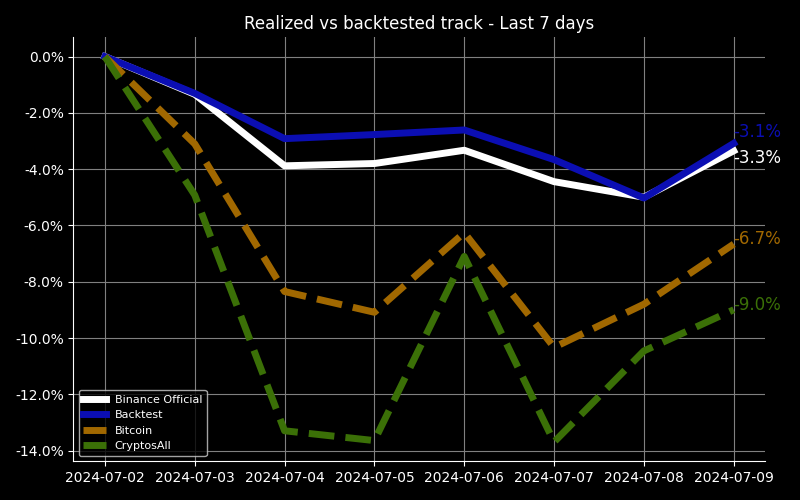 Realized vs backtested track - Last 7 days
0.0%
-2.0%
-4.0%
-6.0%
-8.0%
-10.0%
-12.0%
-14.0%
-3.1%
-3.3%
-6.7%
-9.0%
Binance Official
Backtest
Bitcoin
CryptosAll
2024-07-02 2024-07-03 2024-07-04 2024-07-05 2024-07-06 2024-07-07 2024-07-08 2024-07-09